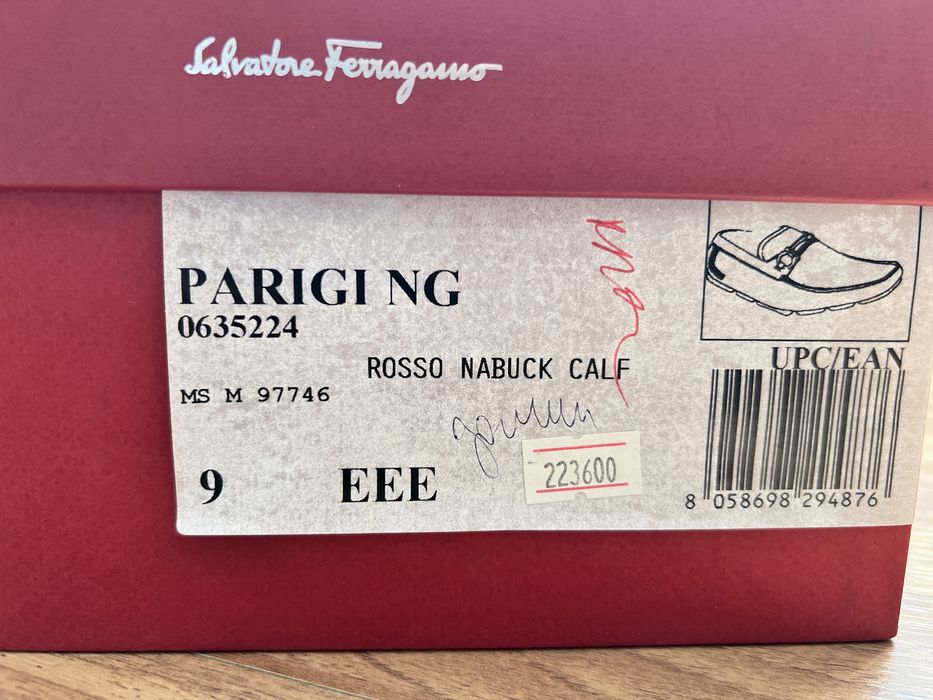 Salvatore Ferragamo
PARIGI NG
0635224
ROSSO NABUCK CALF
MS M 97746
9 EEE
223600
UPC/EAN
8 058698 294876